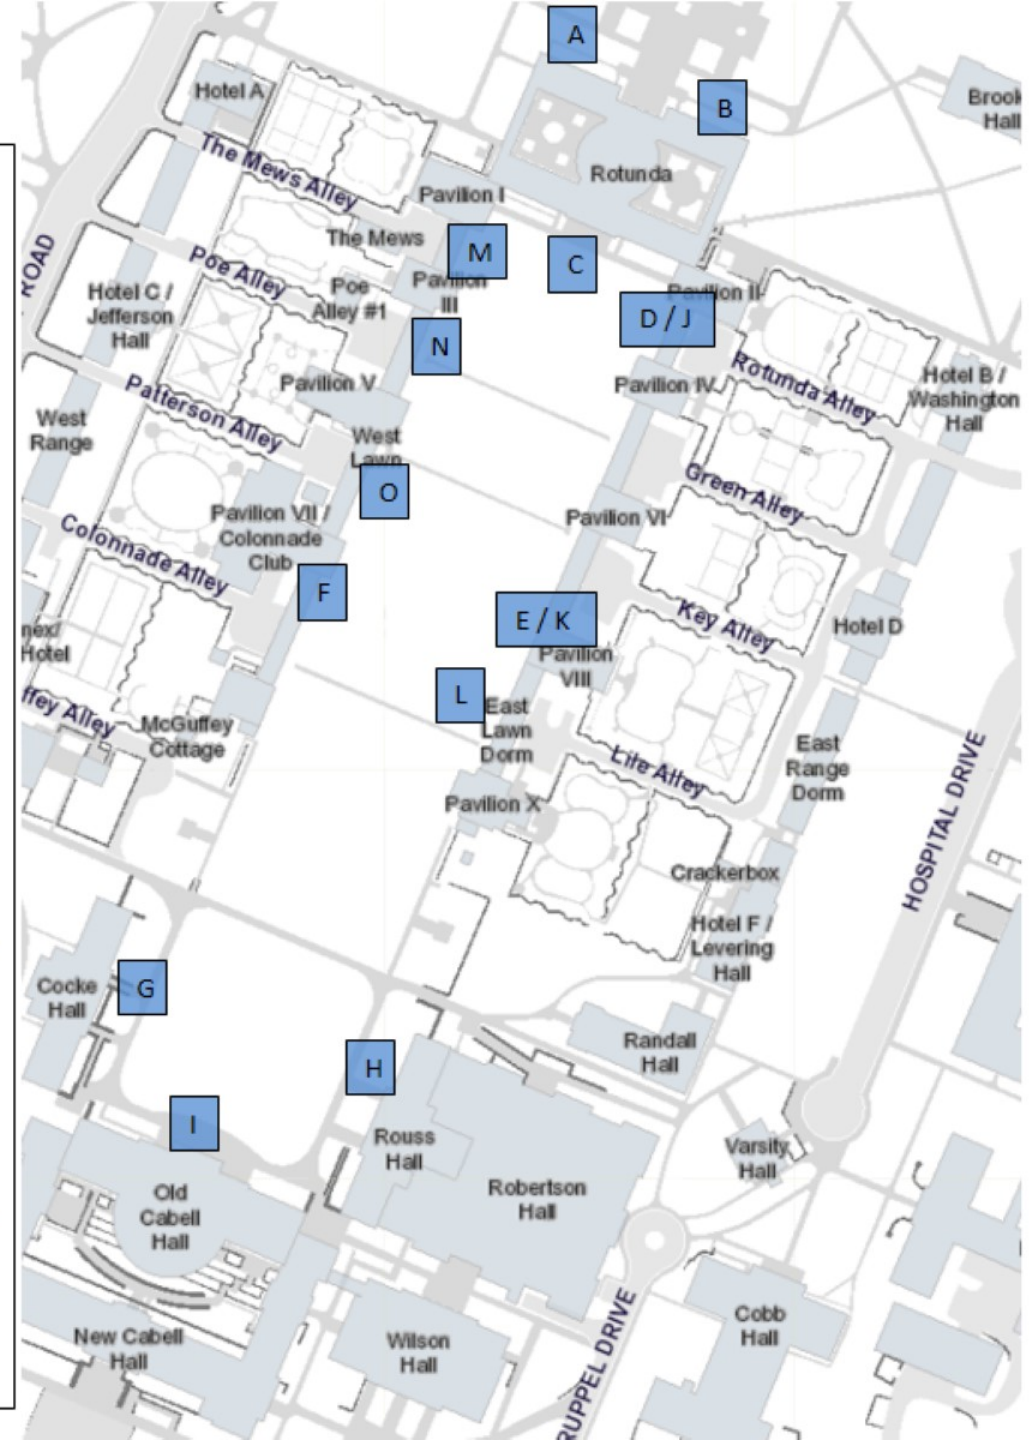 A
Hotel A /
B
Brook
Hall
The Mews Alley
Rotunda
Pavilion I
The Mews
M
C
ROAD
Poe Alley
Pavilion
III
Poe
Alley #1
Hotel C /
Jefferson
Hall
Pavilion II
D / J
N
Pavilion V
Pavilion IV
Rotunda Alley
Hotel B /
Washington
Hall
Patterson Alley
West
Range
West
Lawn
O
Green Alley
Pavilion VI
Pavilion VII /
Colonnade
Club
Colonnade Alley
F
E / K
Key Alley
Hotel D
nex/
Hotel
Pavilion
VIII
L
East
Lawn
Dorm
ffey Alley
McGuffey
Cottage
Life Alley
East
Range
Dorm
HOSPITAL DRIVE
Pavilion X
Crackerbox
Hotel F /
Levering
Hall
Cocke
Hall
G
Randall
Hall
H
I
Rouss
Hall
Varsity
Hall
Old
Cabell
Hall
Robertson
Hall
New Cabell
Hall
Wilson
Hall
Cobb
Hall
RUPPEL DRIVE